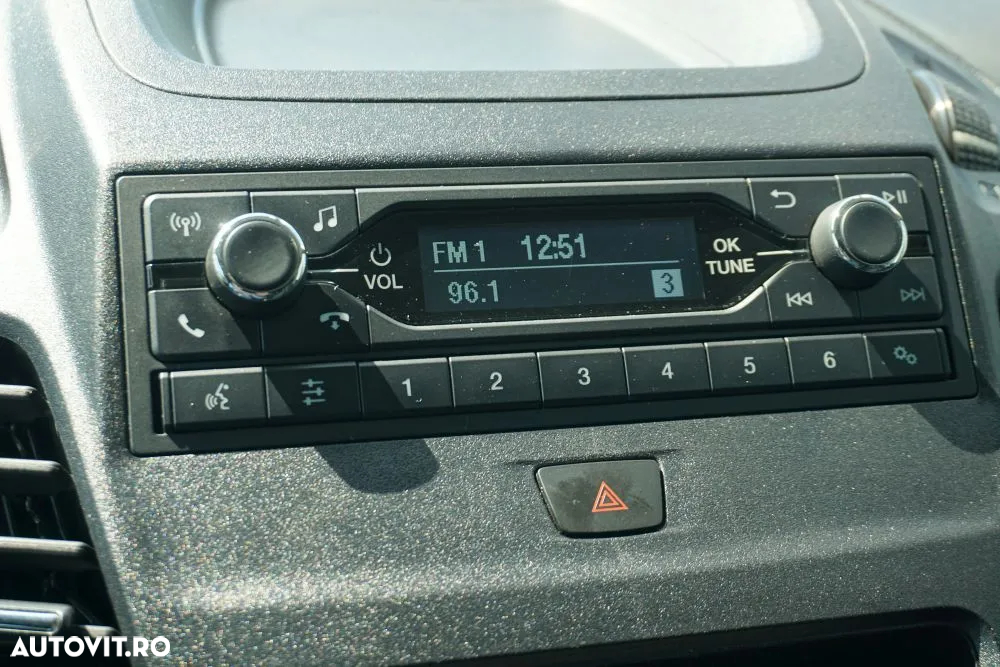 FM 1 12:51
96.1 3
VOL
OK
TUNE
1 2 3 4 5 6
AUTOVIT.RO